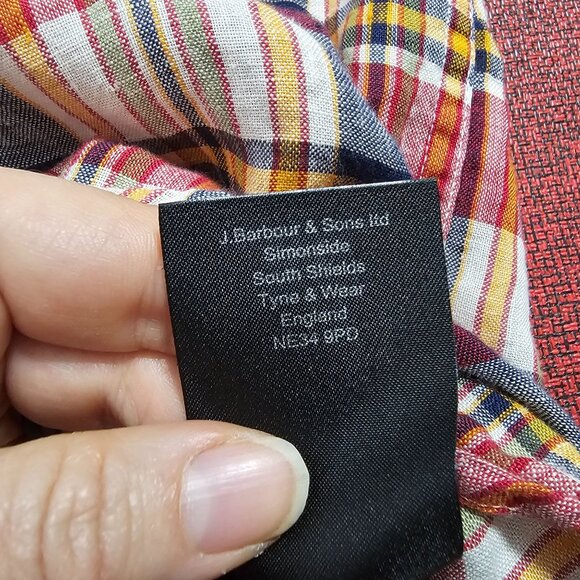 J.Barbour & Sons ltd
Simonside
South Shields
Tyne & Wear
England
NE34 9PD